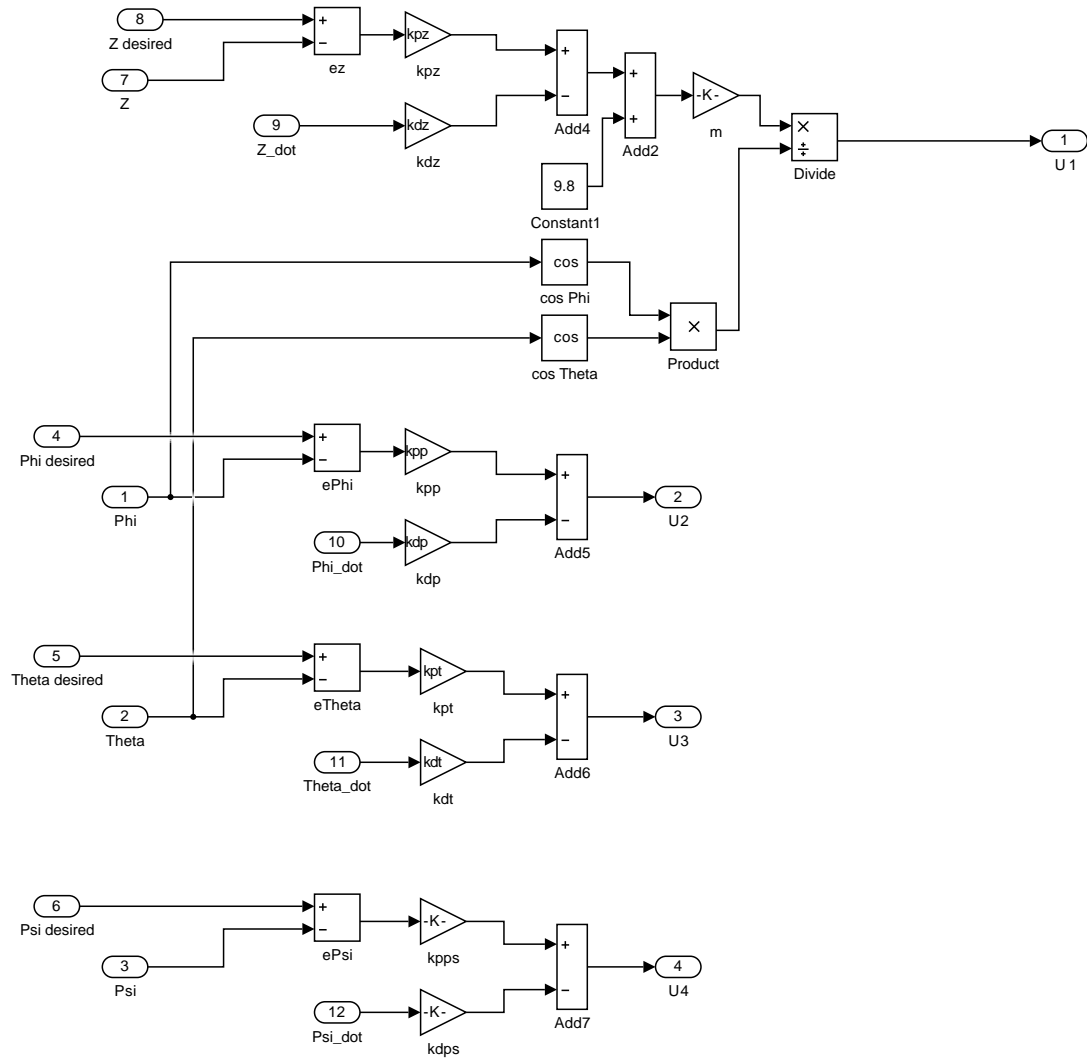 8
Z desired
+
−
ez
kpz
kpz
7
Z
9
Z_dot
kdz
kdz
+
−
Add4
+
+
Add2
-K-
m
×
÷
Divide
1
U1
9.8
Constant1
cos
cos Phi
cos
cos Theta
×
Product
4
Phi desired
+
−
ePhi
kpp
kpp
1
Phi
10
Phi_dot
kdp
kdp
+
−
Add5
2
U2
5
Theta desired
+
−
eTheta
kpt
kpt
2
Theta
11
Theta_dot
kdt
kdt
+
−
Add6
3
U3
6
Psi desired
+
−
ePsi
-K-
kpps
3
Psi
12
Psi_dot
-K-
kdps
+
−
Add7
4
U4